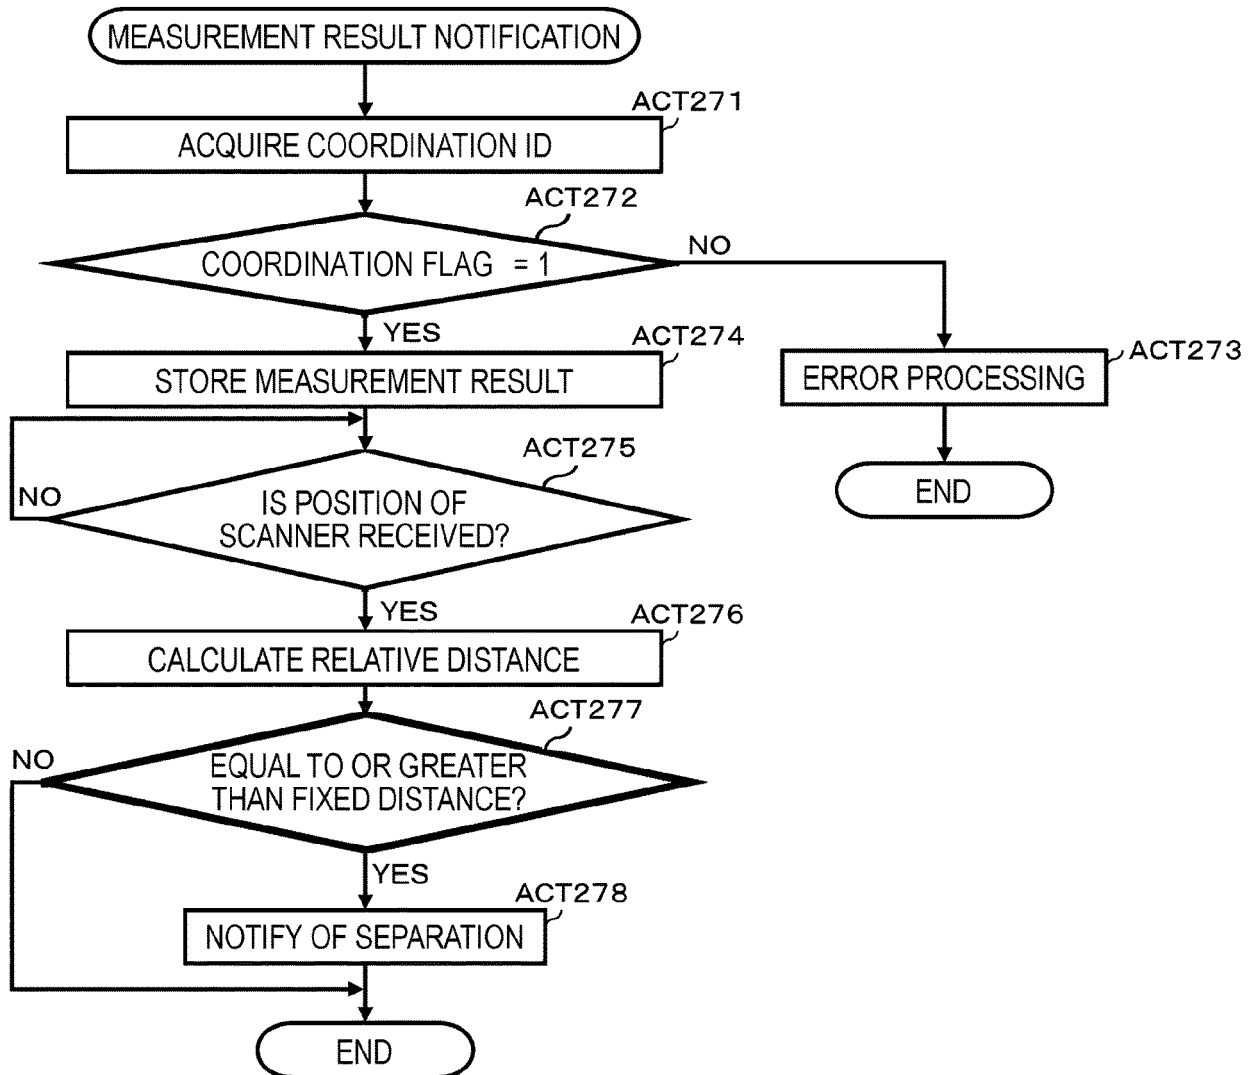 MEASUREMENT RESULT NOTIFICATION
ACT271
ACQUIRE COORDINATION ID
ACT272
COORDINATION FLAG = 1
NO
YES
ACT274
STORE MEASUREMENT RESULT
ACT273
ERROR PROCESSING
END
ACT275
IS POSITION OF
SCANNER RECEIVED?
NO
YES
ACT276
CALCULATE RELATIVE DISTANCE
ACT277
EQUAL TO OR GREATER
THAN FIXED DISTANCE?
NO
YES
ACT278
NOTIFY OF SEPARATION
END